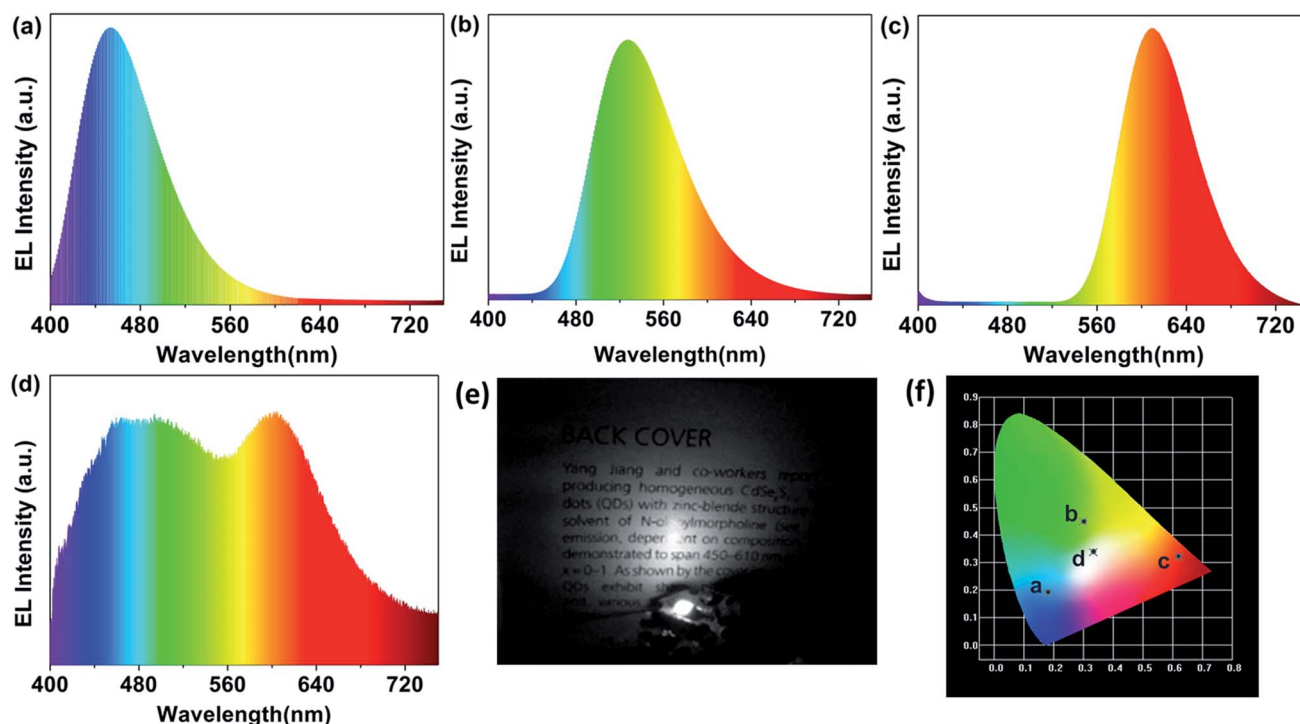 (a)
EL Intensity (a.u.)
400 480 560 640 720
Wavelength(nm)
(b)
EL Intensity (a.u.)
400 480 560 640 720
Wavelength(nm)
(c)
EL Intensity (a.u.)
400 480 560 640 720
Wavelength(nm)
(d)
EL Intensity (a.u.)
400 480 560 640 720
Wavelength(nm)
(e)
BACK COVER
Yang Jiang and co-workers
producing homogeneous
dots (QDs) with zinc-blende structure
solvent of
emission, on composition
demonstrated to span 450–610 nm
x = 0–1. As shown by the cover
QDs exhibit
and various
(f)
0.9
0.8
0.7
0.6
0.5
0.4
0.3
0.2
0.1
0.0
0.0 0.1 0.2 0.3 0.4 0.5 0.6 0.7 0.8
b
d
c
a